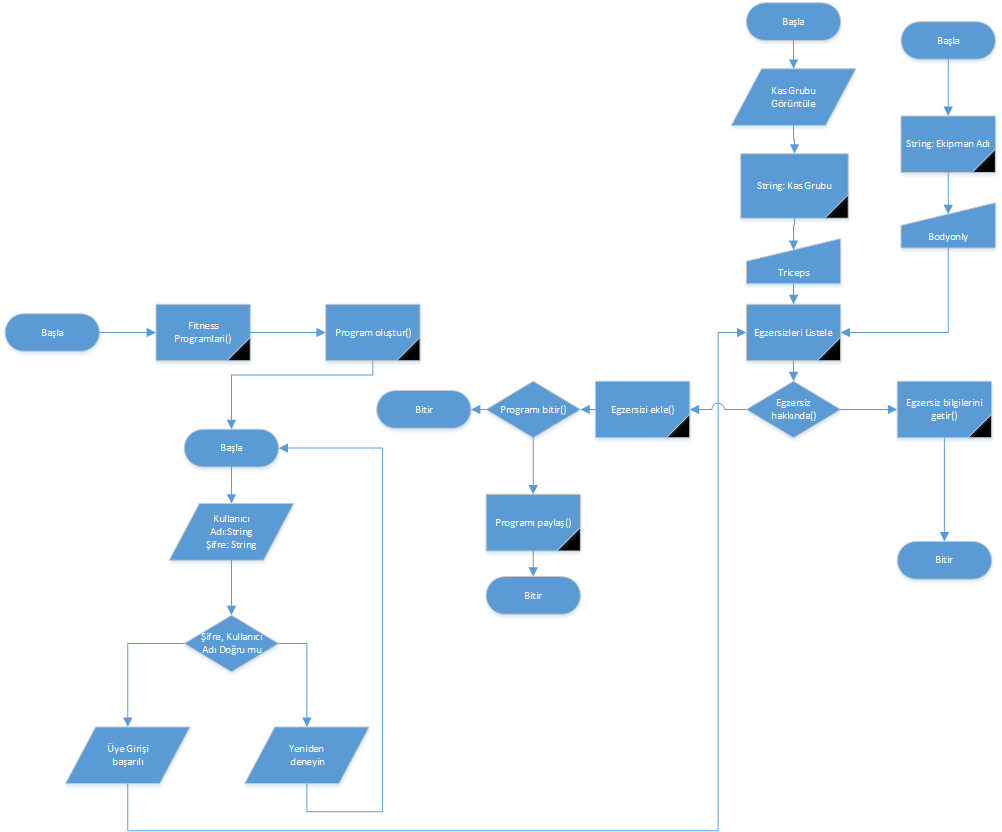 Başla
Başla
Kas Grubu
Görüntüle
String: Ekipman Adı
String: Kas Grubu
Bodyonly
Triceps
Başla
Fitness
Programlari()
Program oluştur()
Egzersizleri Listele
Bitir
Programı bitir()
Egzersizi ekle()
Egzersiz
hakkında()
Egzersiz bilgilerini
getir()
Başla
Kullanıcı
Adı:String
Şifre: String
Programı paylaş()
Bitir
Bitir
Şifre, Kullanıcı
Adı Doğru mu
Üye Girişi
başarılı
Yeniden
deneyin